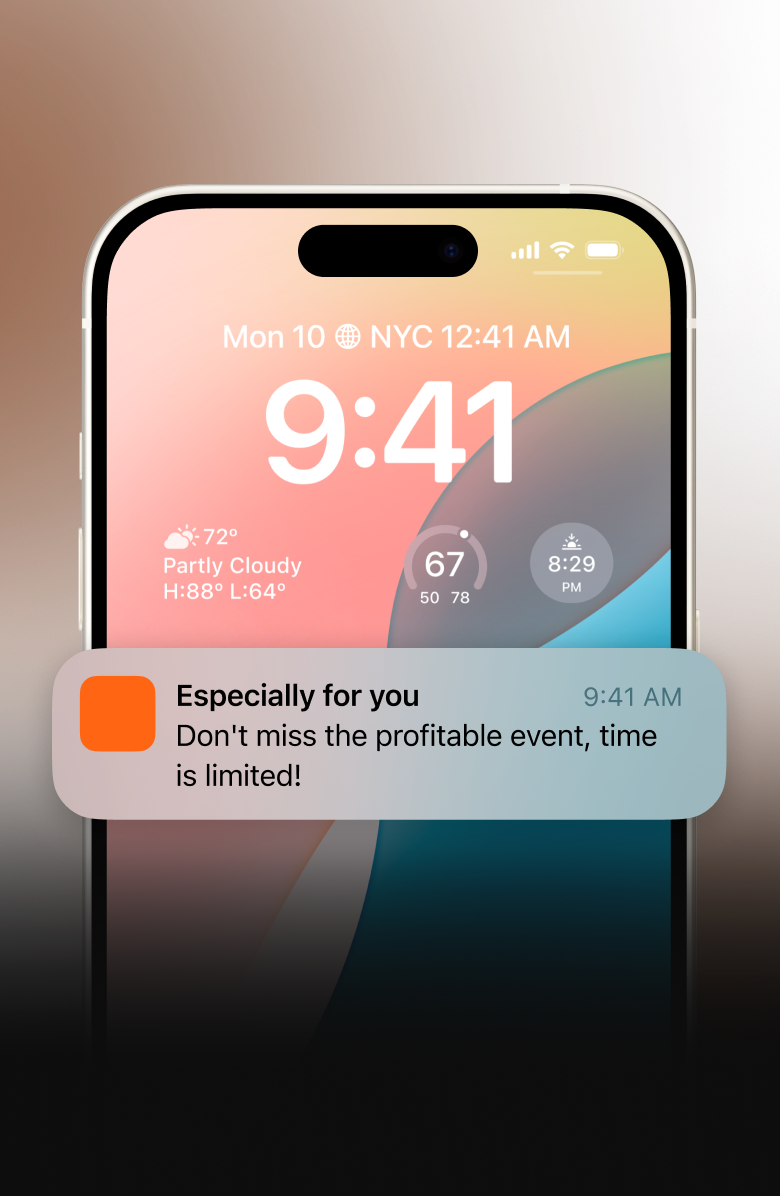 Mon 10 NYC 12:41 AM
9:41
72°
Partly Cloudy
H:88° L:64°
67
50 78
8:29
PM
Especially for you
9:41 AM
Don't miss the profitable event, time
is limited!